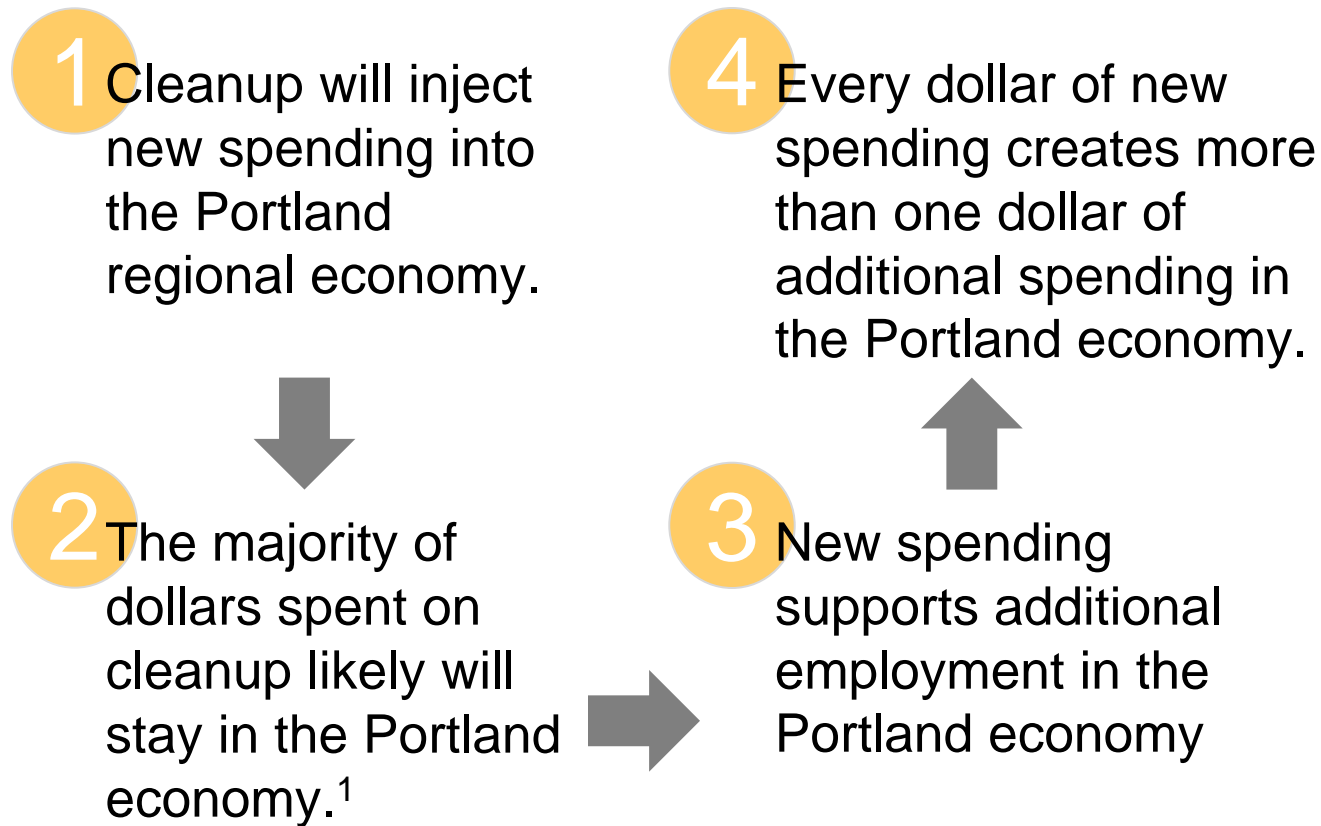 1
Cleanup will inject
new spending into
the Portland
regional economy.
2
The majority of
dollars spent on
cleanup likely will
stay in the Portland
economy.¹
3
New spending
supports additional
employment in the
Portland economy
4
Every dollar of new
spending creates more
than one dollar of
additional spending in
the Portland economy.